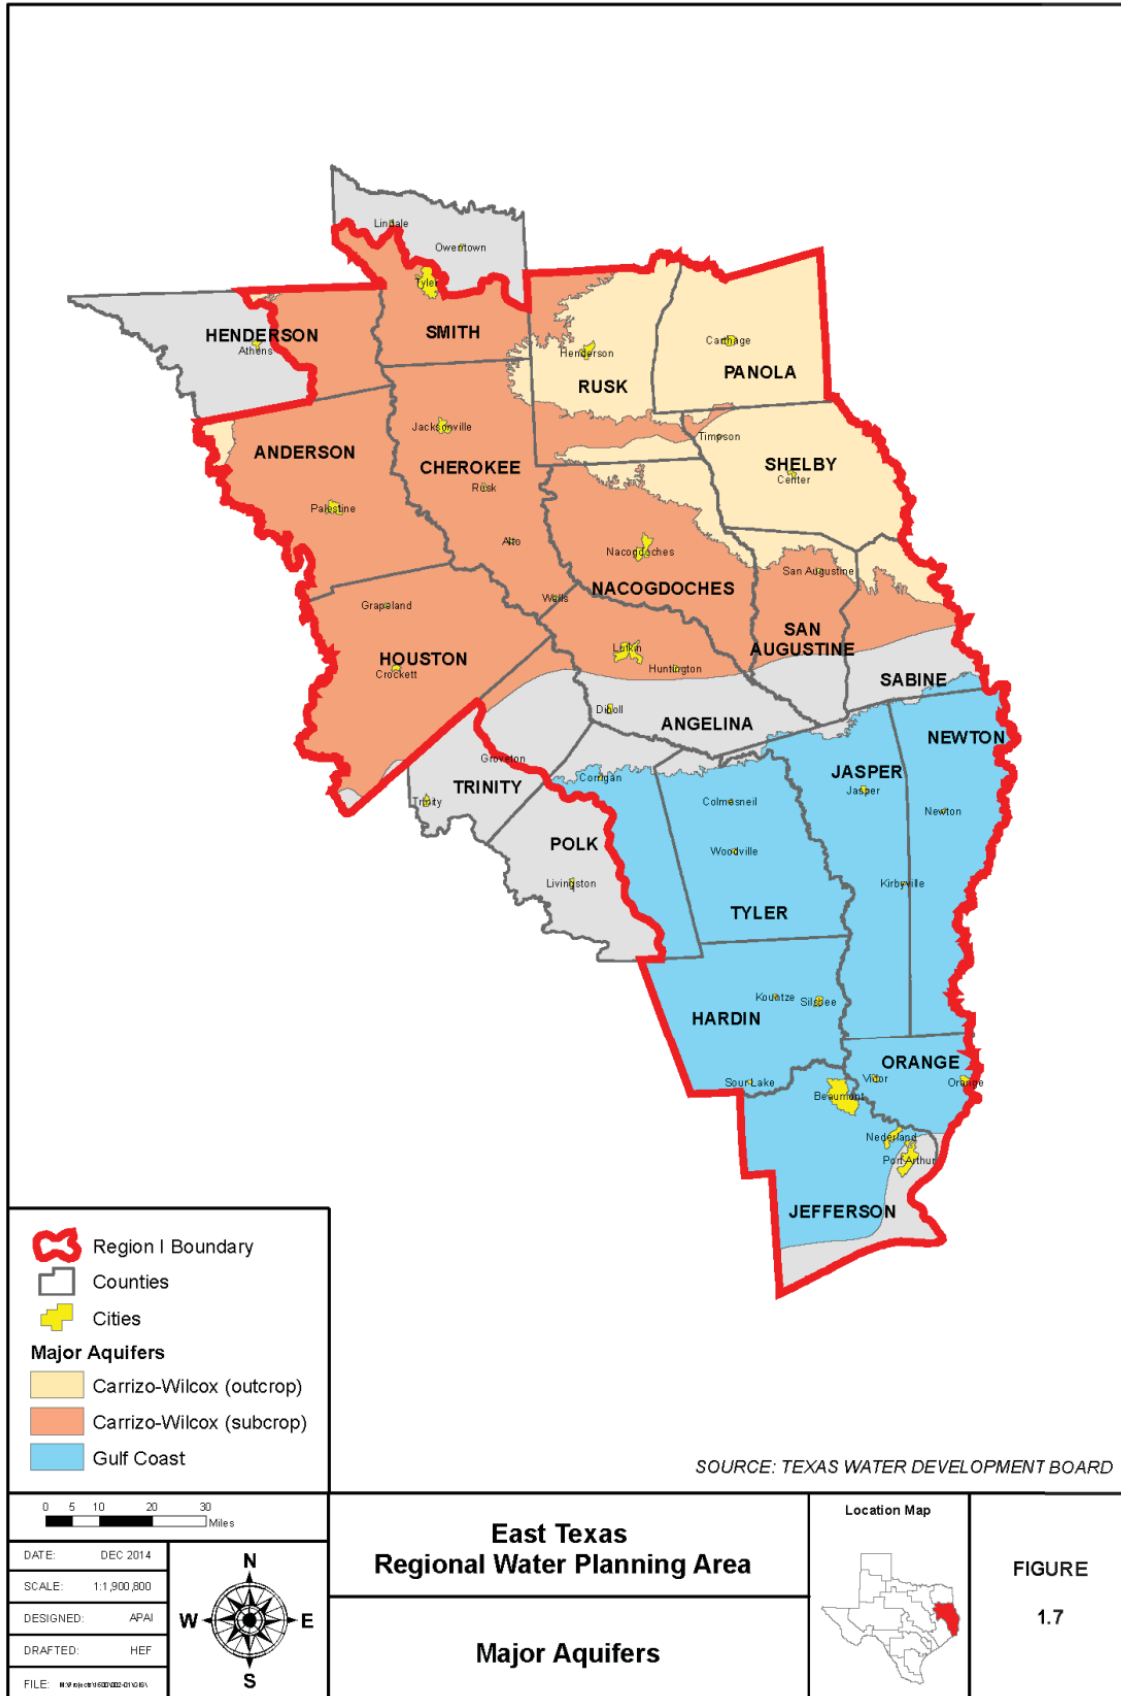 Lindale
Owentown
Tyler
HENDERSON
Athens
SMITH
Henderson
RUSK
Carthage
PANOLA
ANDERSON
Jacksonville
CHEROKEE
Rusk
Timpson
SHELBY
Center
Palestine
Alto
Nacogdoches
NACOGDOCHES
San Augustine
SAN
AUGUSTINE
Grapeland
Wells
HOUSTON
Crockett
Lufkin
Huntington
SABINE
Diboll
ANGELINA
NEWTON
Groveton
TRINITY
Trinity
Corrigan
JASPER
Jasper
Colmesneil
Newton
POLK
Woodville
Livingston
Kirbyville
TYLER
Kountze
Silsbee
HARDIN
ORANGE
Sour Lake
Vidor
Orange
Beaumont
Nederland
Port Arthur
JEFFERSON
Region I Boundary
Counties
Cities
Major Aquifers
Carrizo-Wilcox (outcrop)
Carrizo-Wilcox (subcrop)
Gulf Coast
SOURCE: TEXAS WATER DEVELOPMENT BOARD
0 5 10 20 30
Miles
DATE: DEC 2014
SCALE: 1:1,900,800
DESIGNED: APAI
DRAFTED: HEF
FILE:
N
W E
S
East Texas
Regional Water Planning Area
Major Aquifers
Location Map
FIGURE
1.7